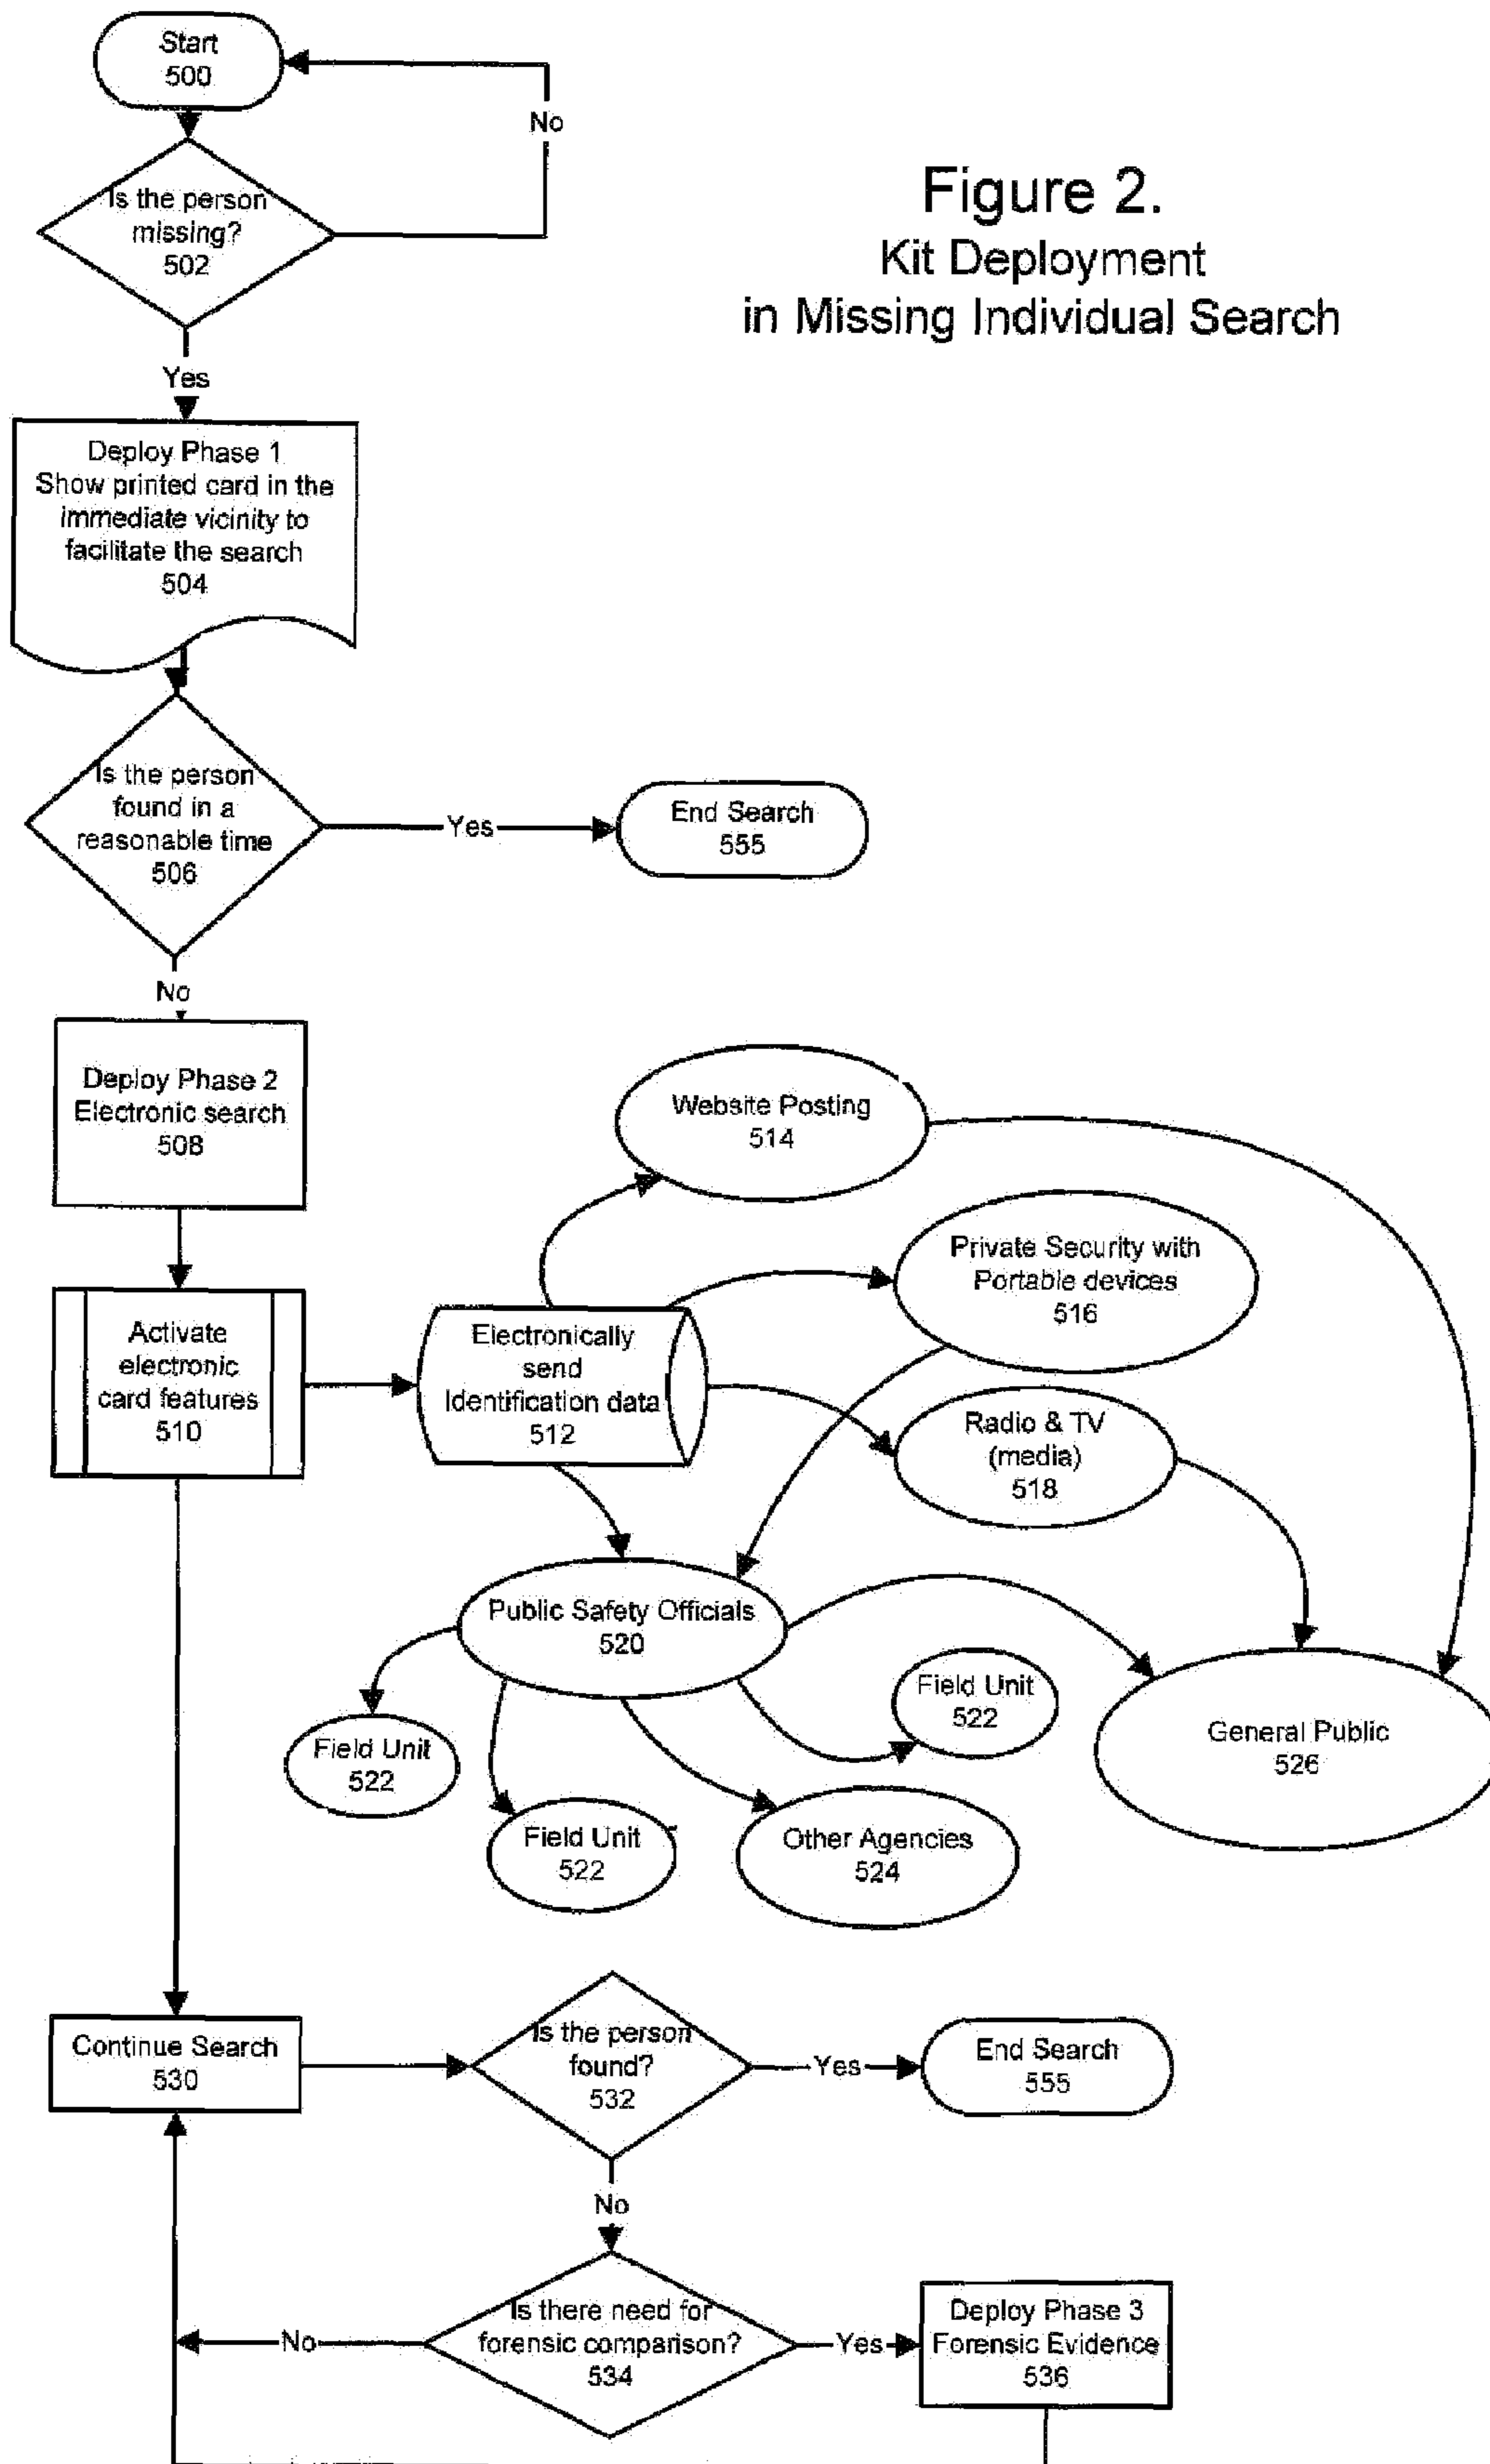 Start
500
No
Is the person
missing?
502
Figure 2.
Kit Deployment
in Missing Individual Search
Yes
Deploy Phase 1
Show printed card in the
immediate vicinity to
facilitate the search
504
Is the person
found in a
reasonable time
506
Yes
End Search
555
No
Deploy Phase 2
Electronic search
508
Website Posting
514
Private Security with
Portable devices
516
Activate
electronic
card features
510
Electronically
send
Identification data
512
Radio & TV
(media)
518
Public Safety Officials
520
Field Unit
522
Field Unit
522
Field Unit
522
Other Agencies
524
General Public
526
Continue Search
530
Is the person
found?
532
Yes
End Search
555
No
Is there need for
forensic comparison?
534
No
Yes
Deploy Phase 3
Forensic Evidence
536